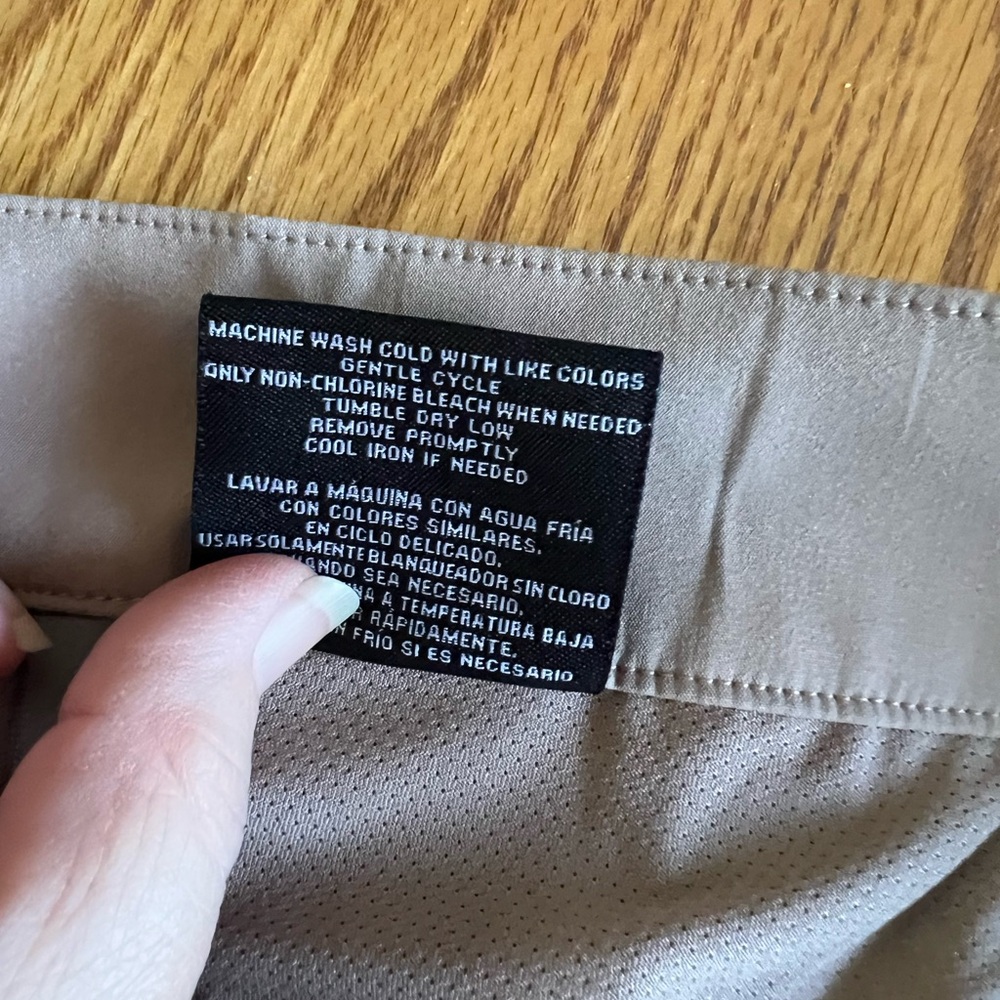 MACHINE WASH COLD WITH LIKE COLORS
GENTLE CYCLE
ONLY NON-CHLORINE BLEACH WHEN NEEDED
TUMBLE DRY LOW
REMOVE PROMPTLY
COOL IRON IF NEEDED
LAVAR A MÁQUINA CON AGUA FRÍA
CON COLORES SIMILARES.
EN CICLO DELICADO.
USAR SOLAMENTE BLANQUEADOR SIN CLORO
SEA NECESARIO.
A TEMPERATURA BAJA
RÁPIDAMENTE.
FRÍO SI ES NECESARIO